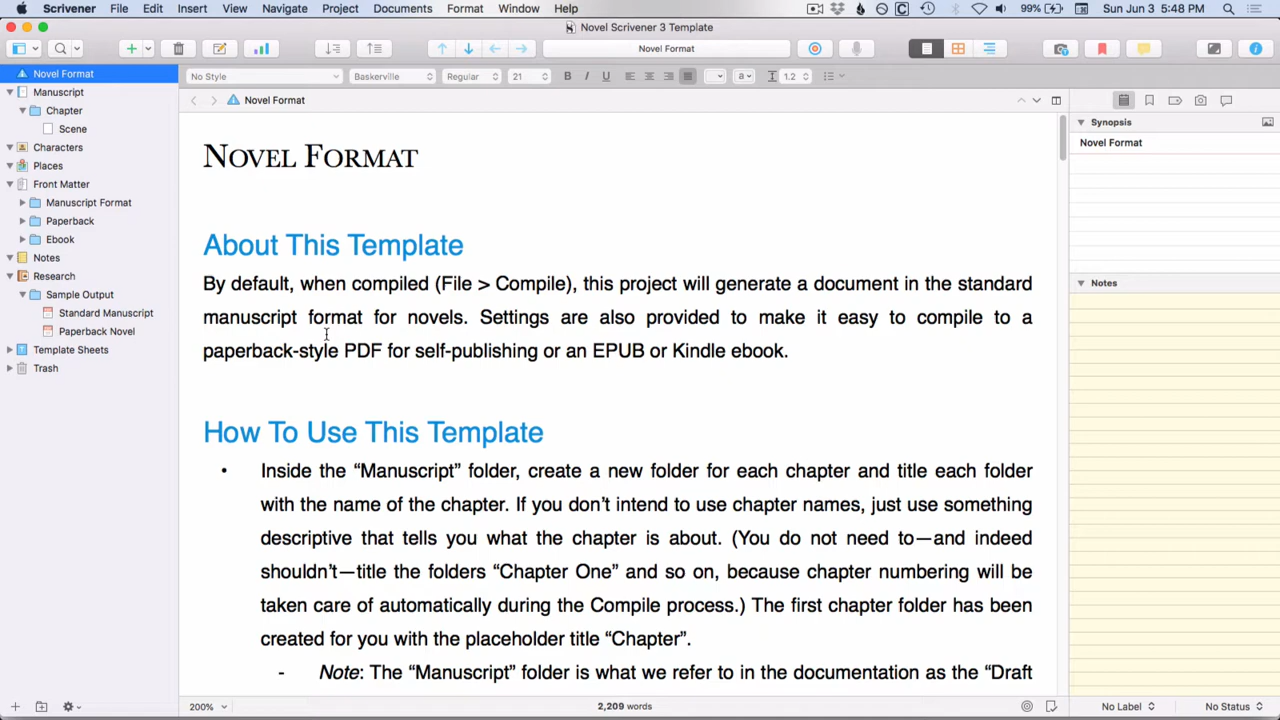 Scrivener File Edit Insert View Navigate Project Documents Format Window Help 99% Sun Jun 3 5:48 PM
Novel Scrivener 3 Template
Novel Format
No Style Baskerville Regular 21 B I U a 1.2
Novel Format
Manuscript
Chapter
Scene
Characters
Places
Front Matter
Manuscript Format
Paperback
Ebook
Notes
Research
Sample Output
Standard Manuscript
Paperback Novel
Template Sheets
Trash
Novel Format
NOVEL FORMAT
About This Template
By default, when compiled (File > Compile), this project will generate a document in the standard
manuscript format for novels. Settings are also provided to make it easy to compile to a
paperback-style PDF for self-publishing or an EPUB or Kindle ebook.
How To Use This Template
• Inside the “Manuscript” folder, create a new folder for each chapter and title each folder
with the name of the chapter. If you don’t intend to use chapter names, just use something
descriptive that tells you what the chapter is about. (You do not need to—and indeed
shouldn’t—title the folders “Chapter One” and so on, because chapter numbering will be
taken care of automatically during the Compile process.) The first chapter folder has been
created for you with the placeholder title “Chapter”.
- Note: The “Manuscript” folder is what we refer to in the documentation as the “Draft
200%
2,209 words
Synopsis
Novel Format
Notes
No Label
No Status